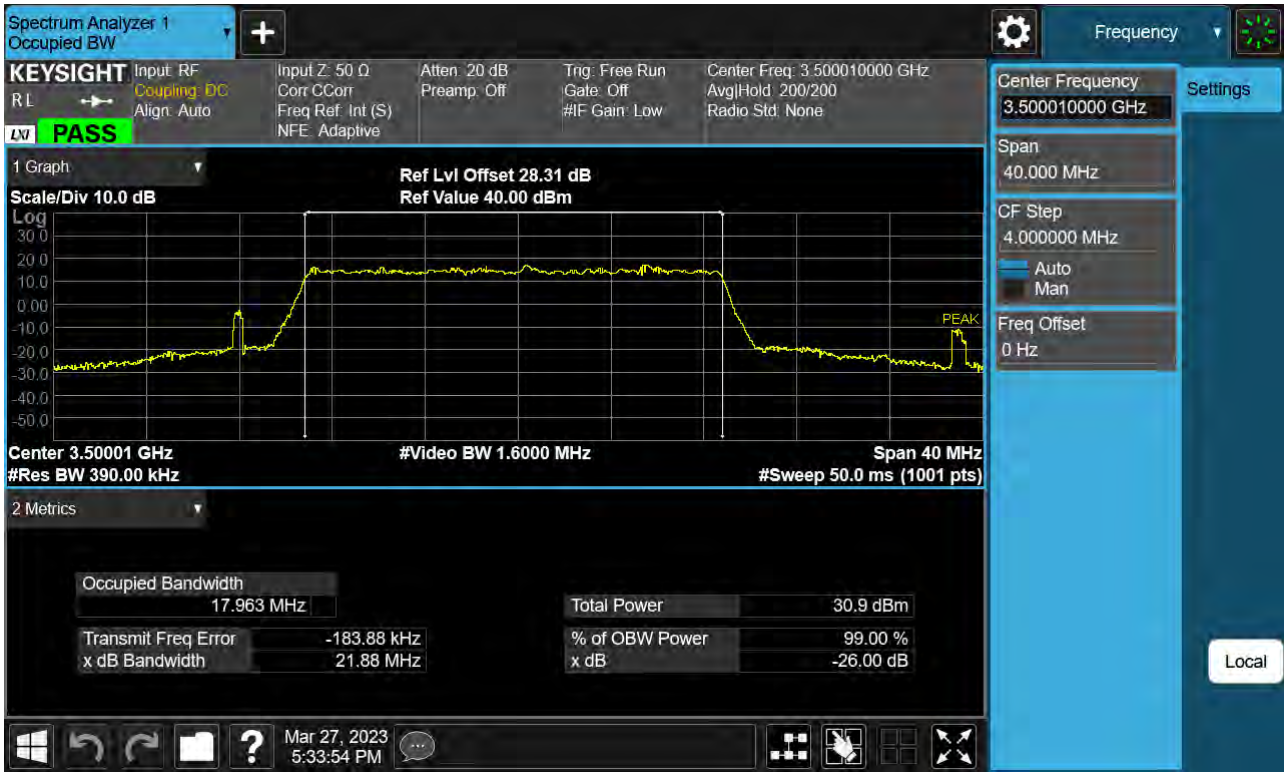 Spectrum Analyzer 1
Occupied BW
Frequency
KEYSIGHT
RL
LXI
PASS
Input: RF
Coupling: DC
Align: Auto
Input Z: 50 Ω
Corr CCorr
Freq Ref: Int (S)
NFE: Adaptive
Atten: 20 dB
Preamp: Off
Trig: Free Run
Gate: Off
#IF Gain: Low
Center Freq: 3.500010000 GHz
Avg|Hold: 200/200
Radio Std: None
Center Frequency
3.500010000 GHz
Settings
Span
40.000 MHz
CF Step
4.000000 MHz
Auto
Man
Freq Offset
0 Hz
Local
1 Graph
Scale/Div 10.0 dB
Ref Lvl Offset 28.31 dB
Ref Value 40.00 dBm
Log
30.0
20.0
10.0
0.00
-10.0
-20.0
-30.0
-40.0
-50.0
PEAK
Center 3.50001 GHz
#Res BW 390.00 kHz
#Video BW 1.6000 MHz
Span 40 MHz
#Sweep 50.0 ms (1001 pts)
2 Metrics
Occupied Bandwidth
17.963 MHz
Transmit Freq Error -183.88 kHz
x dB Bandwidth 21.88 MHz
Total Power 30.9 dBm
% of OBW Power 99.00 %
x dB -26.00 dB
?
Mar 27, 2023
5:33:54 PM